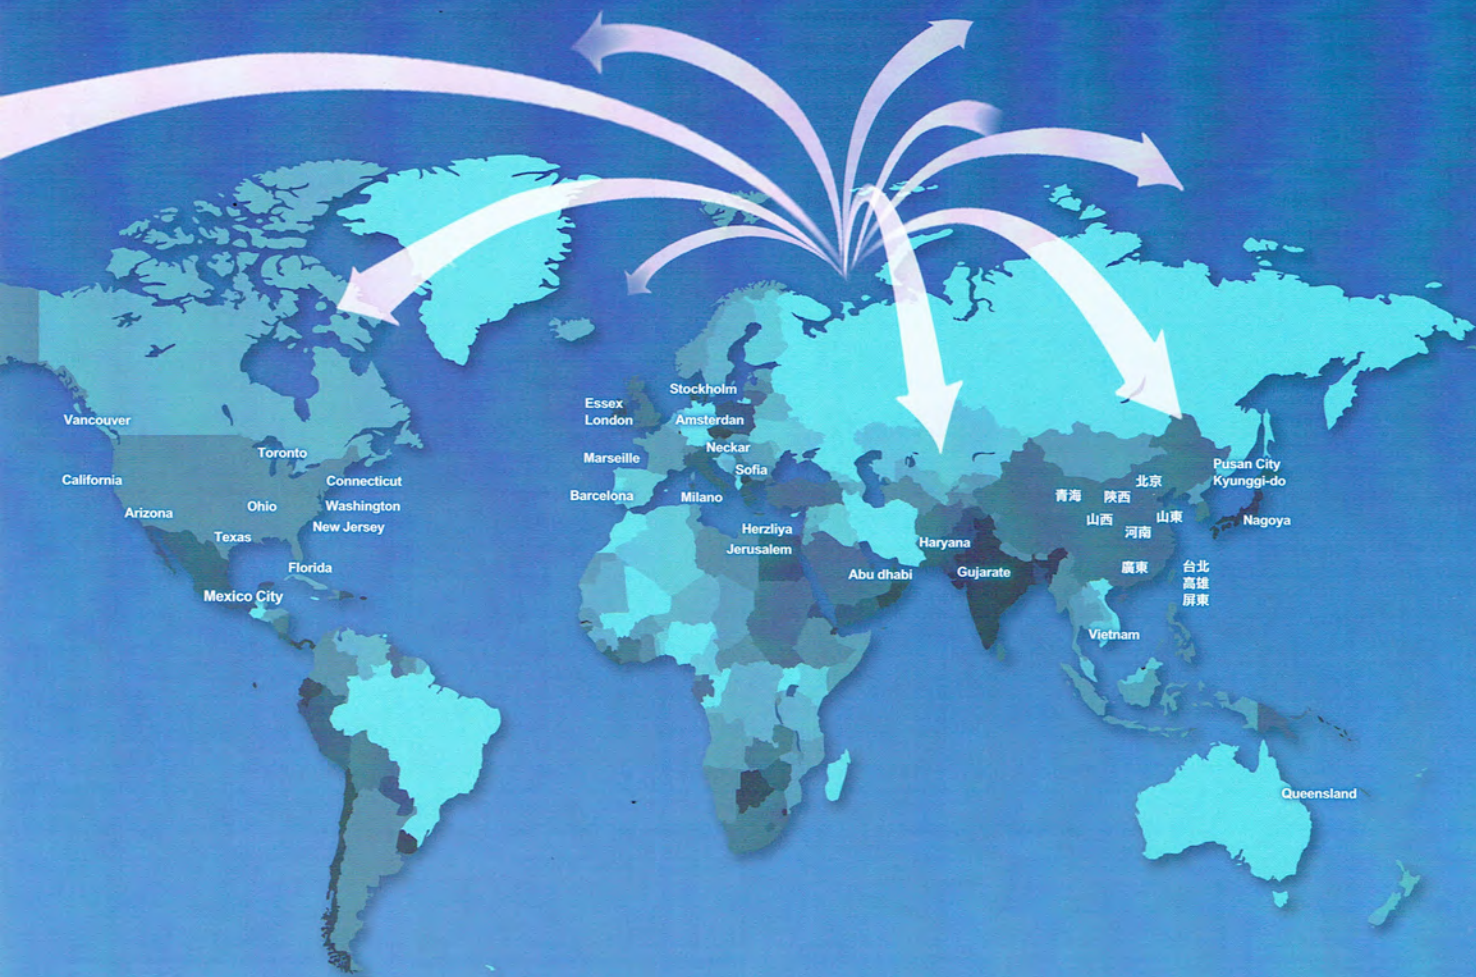 Vancouver
Toronto
California
Connecticut
Arizona
Ohio
Washington
Texas
New Jersey
Florida
Mexico City
Stockholm
Essex
London
Amsterdan
Neckar
Marseille
Sofia
Barcelona
Milano
Herzliya
Jerusalem
Abu dhabi
Haryana
Gujarate
Pusan City
Kyunggi-do
北京
青海
陝西
山西
山東
河南
Nagoya
廣東
台北
高雄
屏東
Vietnam
Queensland